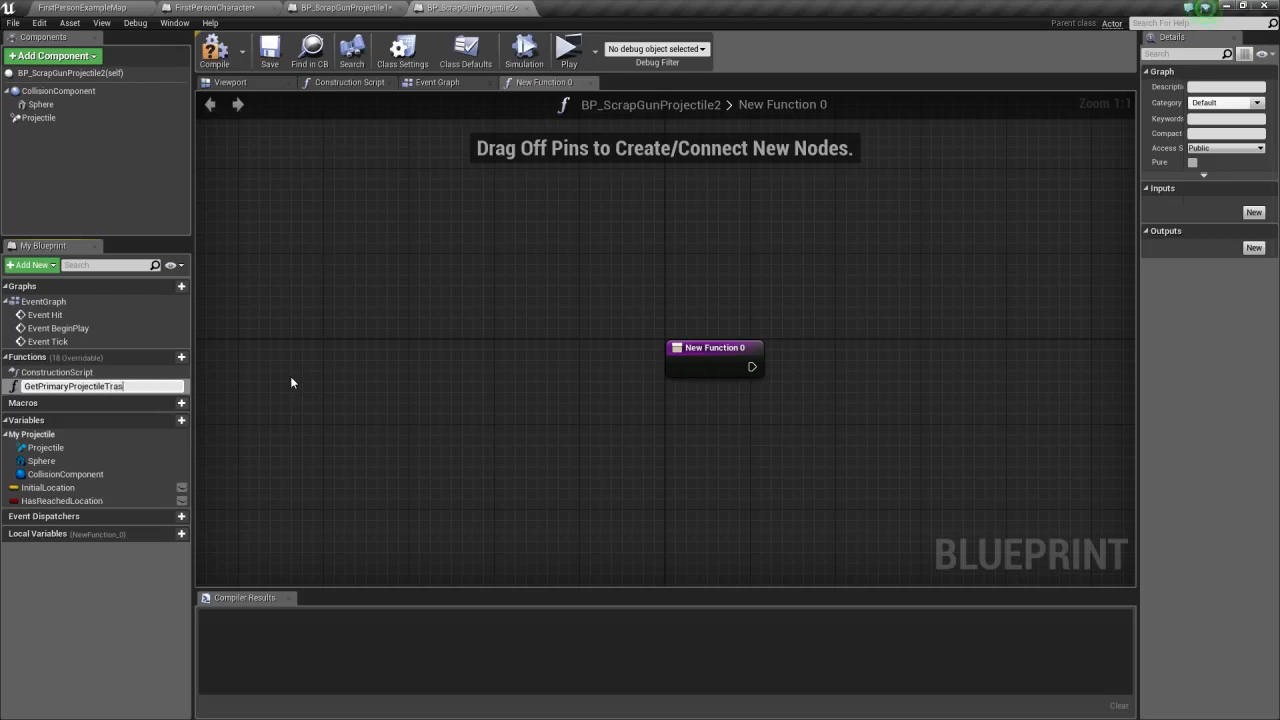 FirstPersonExampleMap
FirstPersonCharacter*
BP_ScrapGunProjectile1*
BP_ScrapGunProjectile2*
File Edit Asset View Debug Window Help
Parent class: Actor
Search For Help
Components
+ Add Component
BP_ScrapGunProjectile2(self)
CollisionComponent
Sphere
Projectile
Compile
Save
Find in CB
Search
Class Settings
Class Defaults
Simulation
Play
No debug object selected
Debug Filter
Viewport
Construction Script
Event Graph
New Function 0
BP_ScrapGunProjectile2 > New Function 0
Zoom 1:1
Drag Off Pins to Create/Connect New Nodes.
New Function 0
BLUEPRINT
My Blueprint
+ Add New
Search
Graphs
EventGraph
Event Hit
Event BeginPlay
Event Tick
Functions (18 Overridable)
ConstructionScript
GetPrimaryProjectileTras
Macros
Variables
My Projectile
Projectile
Sphere
CollisionComponent
InitialLocation
HasReachedLocation
Event Dispatchers
Local Variables (NewFunction_0)
Compiler Results
Clear
Details
Search
Graph
Descripti
Category Default
Keywords
Compact
Access S Public
Pure
Inputs
New
Outputs
New